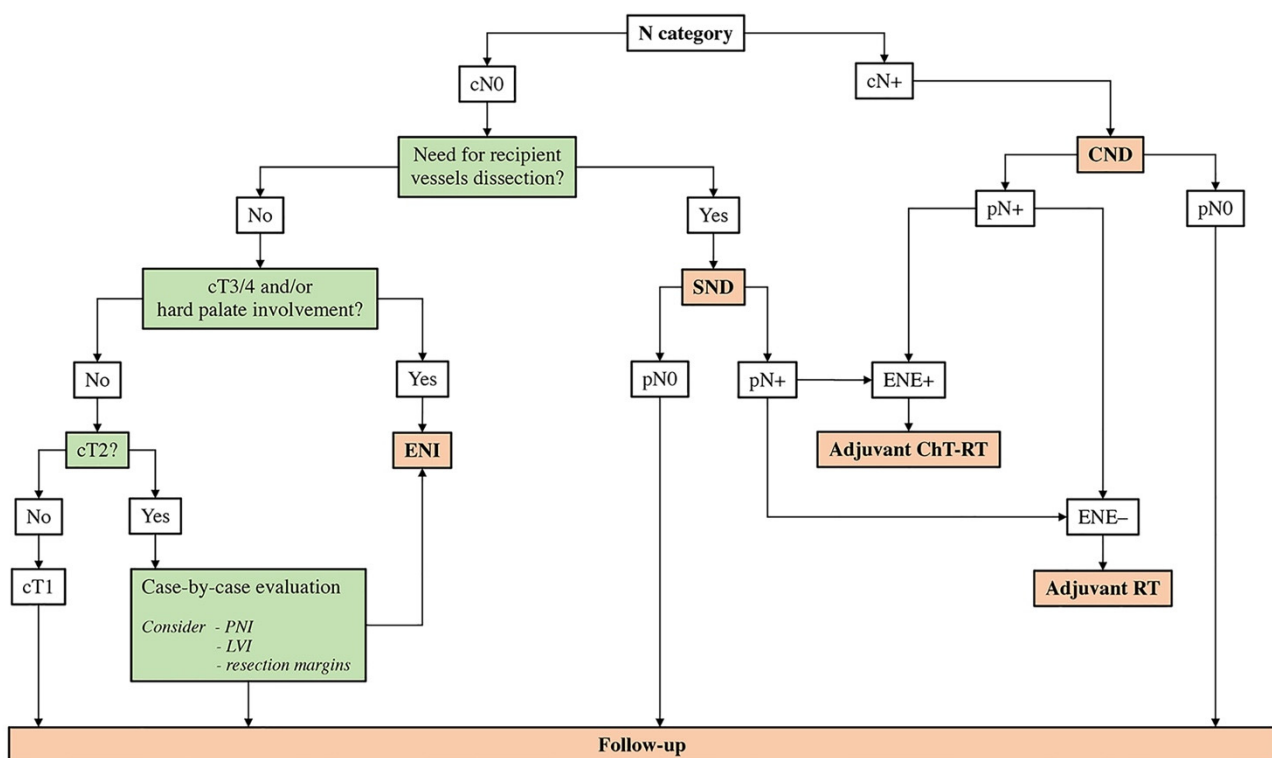 N category
cN0
cN+
Need for recipient
vessels dissection?
CND
No
Yes
pN+
pN0
cT3/4 and/or
hard palate involvement?
SND
No
Yes
pN0
pN+
ENE+
cT2?
ENI
Adjuvant ChT-RT
No
Yes
ENE–
cT1
Case-by-case evaluation
Consider - PNI
- LVI
- resection margins
Adjuvant RT
Follow-up